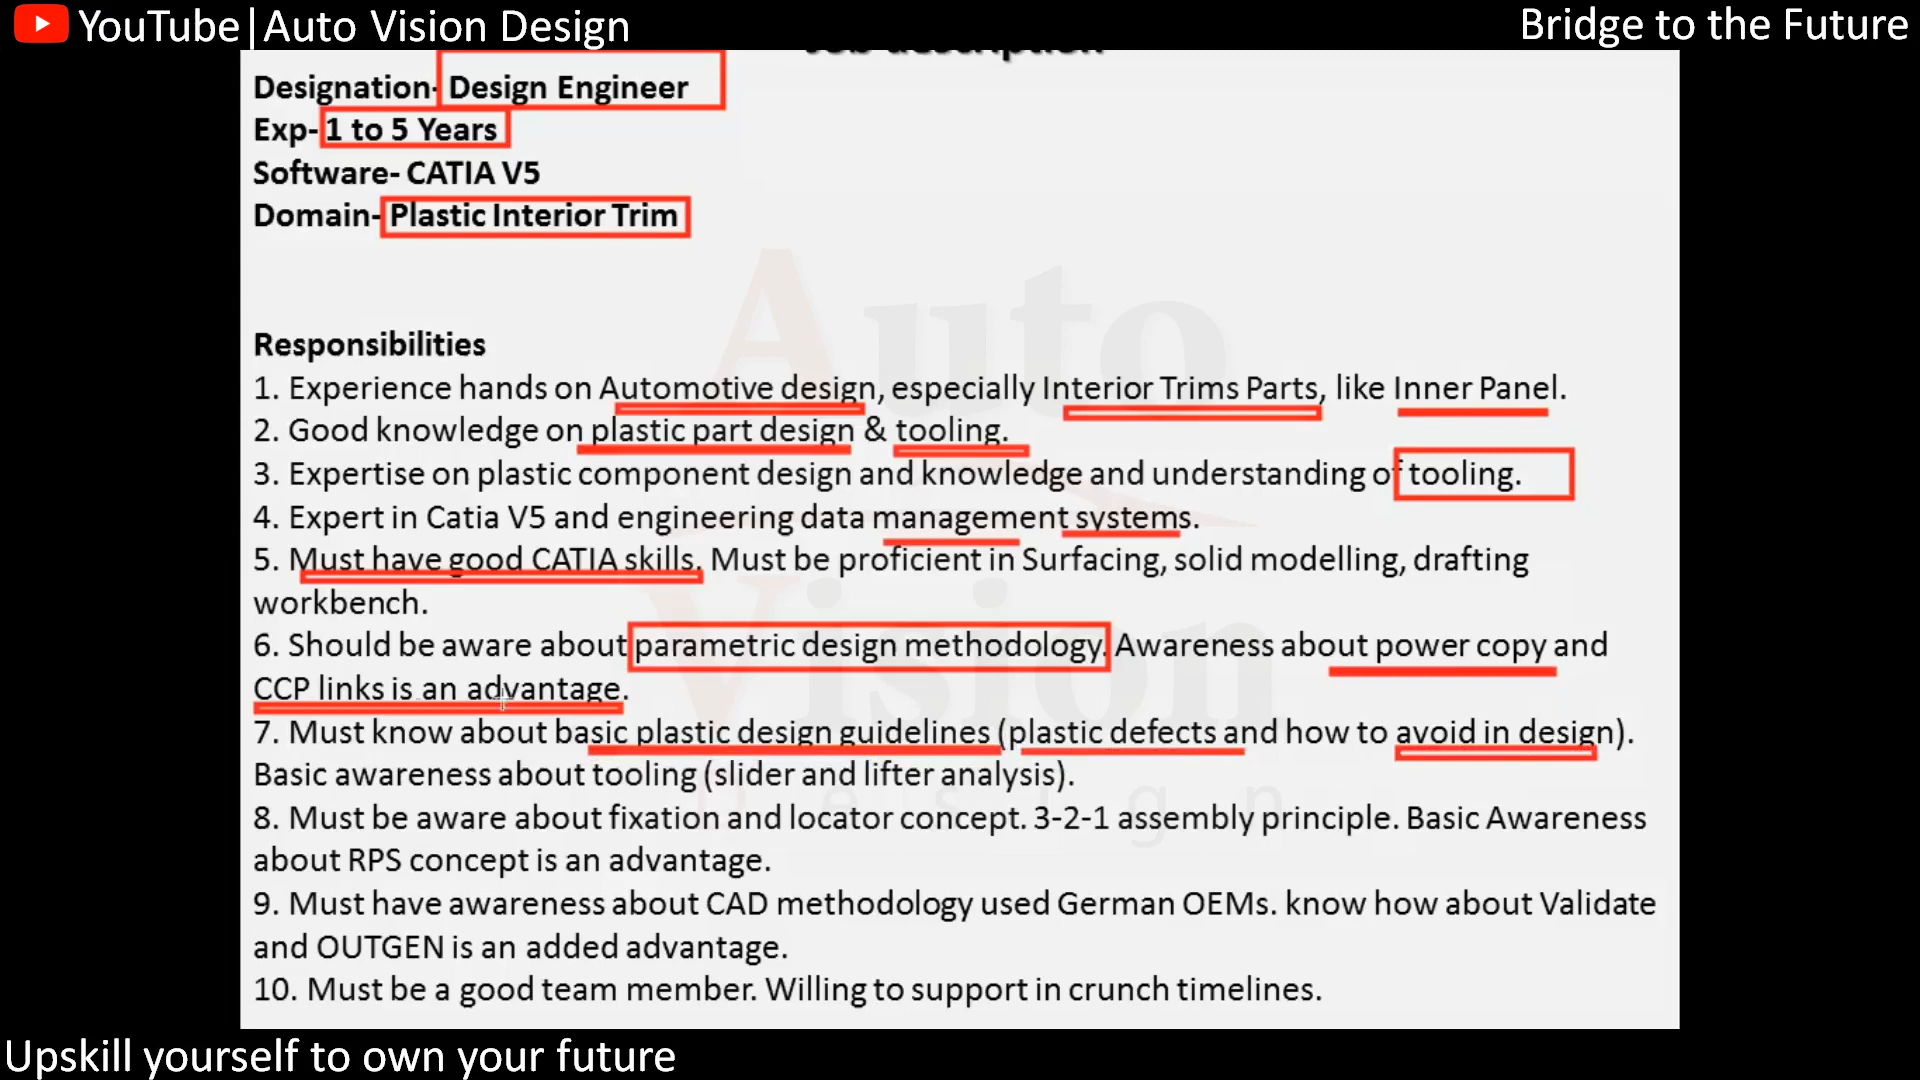 YouTube|Auto Vision Design
Bridge to the Future
Job description
Designation- Design Engineer
Exp- 1 to 5 Years
Software- CATIA V5
Domain- Plastic Interior Trim
Auto
Vision
Design
Responsibilities
1. Experience hands on Automotive design, especially Interior Trims Parts, like Inner Panel.
2. Good knowledge on plastic part design & tooling.
3. Expertise on plastic component design and knowledge and understanding of tooling.
4. Expert in Catia V5 and engineering data management systems.
5. Must have good CATIA skills. Must be proficient in Surfacing, solid modelling, drafting
workbench.
6. Should be aware about parametric design methodology. Awareness about power copy and
CCP links is an advantage.
7. Must know about basic plastic design guidelines (plastic defects and how to avoid in design).
Basic awareness about tooling (slider and lifter analysis).
8. Must be aware about fixation and locator concept. 3-2-1 assembly principle. Basic Awareness
about RPS concept is an advantage.
9. Must have awareness about CAD methodology used German OEMs. know how about Validate
and OUTGEN is an added advantage.
10. Must be a good team member. Willing to support in crunch timelines.
Upskill yourself to own your future